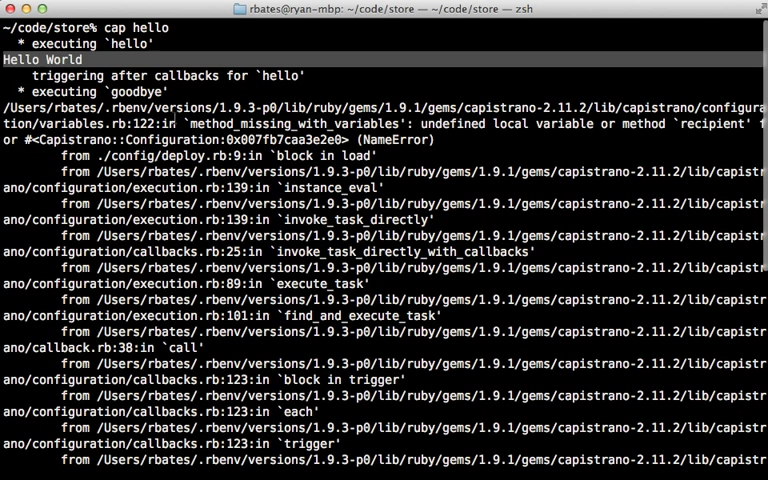 rbates@ryan-mbp: ~/code/store — ~/code/store — zsh
~/code/store% cap hello
  * executing `hello'
Hello World
    triggering after callbacks for `hello'
  * executing `goodbye'
/Users/rbates/.rbenv/versions/1.9.3-p0/lib/ruby/gems/1.9.1/gems/capistrano-2.11.2/lib/capistrano/configura
tion/variables.rb:122:in `method_missing_with_variables': undefined local variable or method `recipient' f
or #<Capistrano::Configuration:0x007fb7caa3e2e0> (NameError)
        from ./config/deploy.rb:9:in `block in load'
        from /Users/rbates/.rbenv/versions/1.9.3-p0/lib/ruby/gems/1.9.1/gems/capistrano-2.11.2/lib/capistr
ano/configuration/execution.rb:139:in `instance_eval'
        from /Users/rbates/.rbenv/versions/1.9.3-p0/lib/ruby/gems/1.9.1/gems/capistrano-2.11.2/lib/capistr
ano/configuration/execution.rb:139:in `invoke_task_directly'
        from /Users/rbates/.rbenv/versions/1.9.3-p0/lib/ruby/gems/1.9.1/gems/capistrano-2.11.2/lib/capistr
ano/configuration/callbacks.rb:25:in `invoke_task_directly_with_callbacks'
        from /Users/rbates/.rbenv/versions/1.9.3-p0/lib/ruby/gems/1.9.1/gems/capistrano-2.11.2/lib/capistr
ano/configuration/execution.rb:89:in `execute_task'
        from /Users/rbates/.rbenv/versions/1.9.3-p0/lib/ruby/gems/1.9.1/gems/capistrano-2.11.2/lib/capistr
ano/configuration/execution.rb:101:in `find_and_execute_task'
        from /Users/rbates/.rbenv/versions/1.9.3-p0/lib/ruby/gems/1.9.1/gems/capistrano-2.11.2/lib/capistr
ano/callback.rb:38:in `call'
        from /Users/rbates/.rbenv/versions/1.9.3-p0/lib/ruby/gems/1.9.1/gems/capistrano-2.11.2/lib/capistr
ano/configuration/callbacks.rb:123:in `block in trigger'
        from /Users/rbates/.rbenv/versions/1.9.3-p0/lib/ruby/gems/1.9.1/gems/capistrano-2.11.2/lib/capistr
ano/configuration/callbacks.rb:123:in `each'
        from /Users/rbates/.rbenv/versions/1.9.3-p0/lib/ruby/gems/1.9.1/gems/capistrano-2.11.2/lib/capistr
ano/configuration/callbacks.rb:123:in `trigger'
        from /Users/rbates/.rbenv/versions/1.9.3-p0/lib/ruby/gems/1.9.1/gems/capistrano-2.11.2/lib/capistr